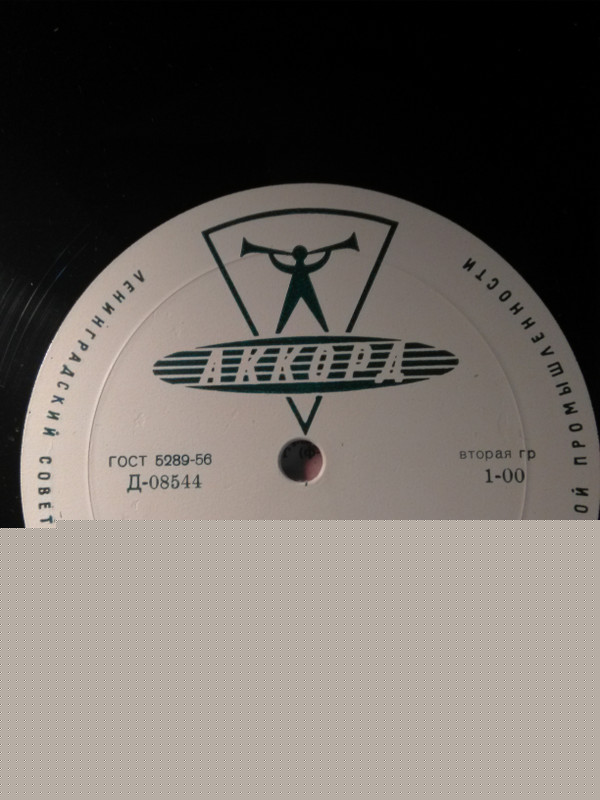 ЛЕНИНГРАДСКИЙ СОВЕТ
ОЙ ПРОМЫШЛЕННОСТИ
АККОРД
ГОСТ 5289-56
Д-08544
вторая гр
1-00